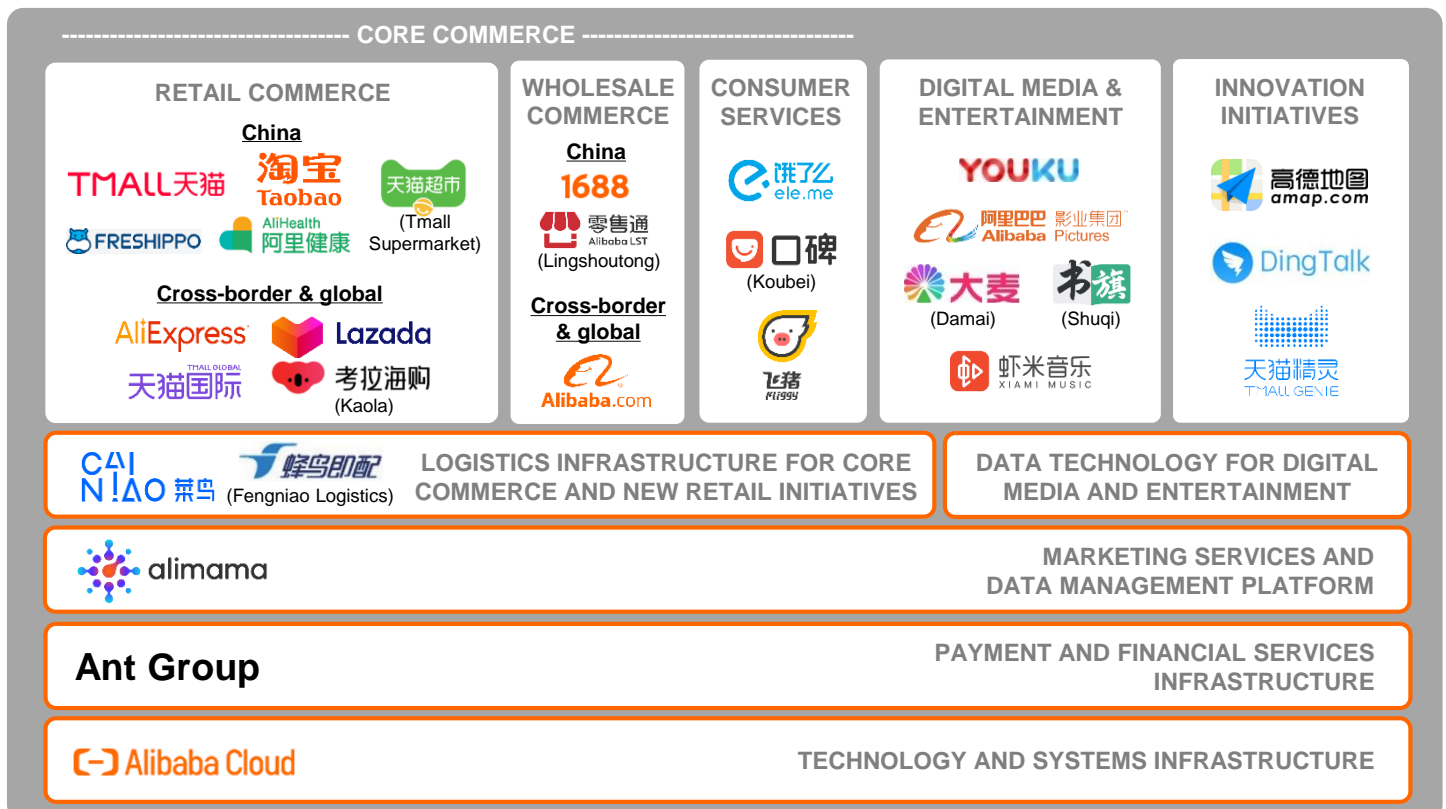 ---------------------------------- CORE COMMERCE --------------------------------
RETAIL COMMERCE
China
TMALL天猫
淘宝
Taobao
天猫超市
(Tmall
Supermarket)
FRESHIPPO
AliHealth
阿里健康
Cross-border & global
AliExpress
Lazada
TMALL GLOBAL
天猫国际
考拉海购
(Kaola)
WHOLESALE
COMMERCE
China
1688
零售通
Alibaba LST
(Lingshoutong)
Cross-border
& global
Alibaba.com
CONSUMER
SERVICES
饿了么
ele.me
口碑
(Koubei)
飞猪
Fliggy
DIGITAL MEDIA &
ENTERTAINMENT
YOUKU
阿里巴巴 影业集团
Alibaba Pictures
大麦
(Damai)
书旗
(Shuqi)
虾米音乐
XIAMI MUSIC
INNOVATION
INITIATIVES
高德地图
amap.com
DingTalk
天猫精灵
TMALL GENIE
CAI
NIAO 菜鸟
蜂鸟即配
(Fengniao Logistics)
LOGISTICS INFRASTRUCTURE FOR CORE
COMMERCE AND NEW RETAIL INITIATIVES
DATA TECHNOLOGY FOR DIGITAL
MEDIA AND ENTERTAINMENT
alimama
MARKETING SERVICES AND
DATA MANAGEMENT PLATFORM
Ant Group
PAYMENT AND FINANCIAL SERVICES
INFRASTRUCTURE
Alibaba Cloud
TECHNOLOGY AND SYSTEMS INFRASTRUCTURE